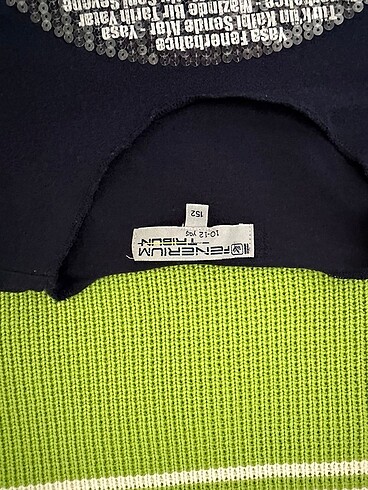 Yaşa Fenerbahçe
Türk'ün Kalbi Sende Atar
Yaşa
Mazinde Bir Tarih Yatar
FENERIUM
TRIBÜN
10-12 yaş
152